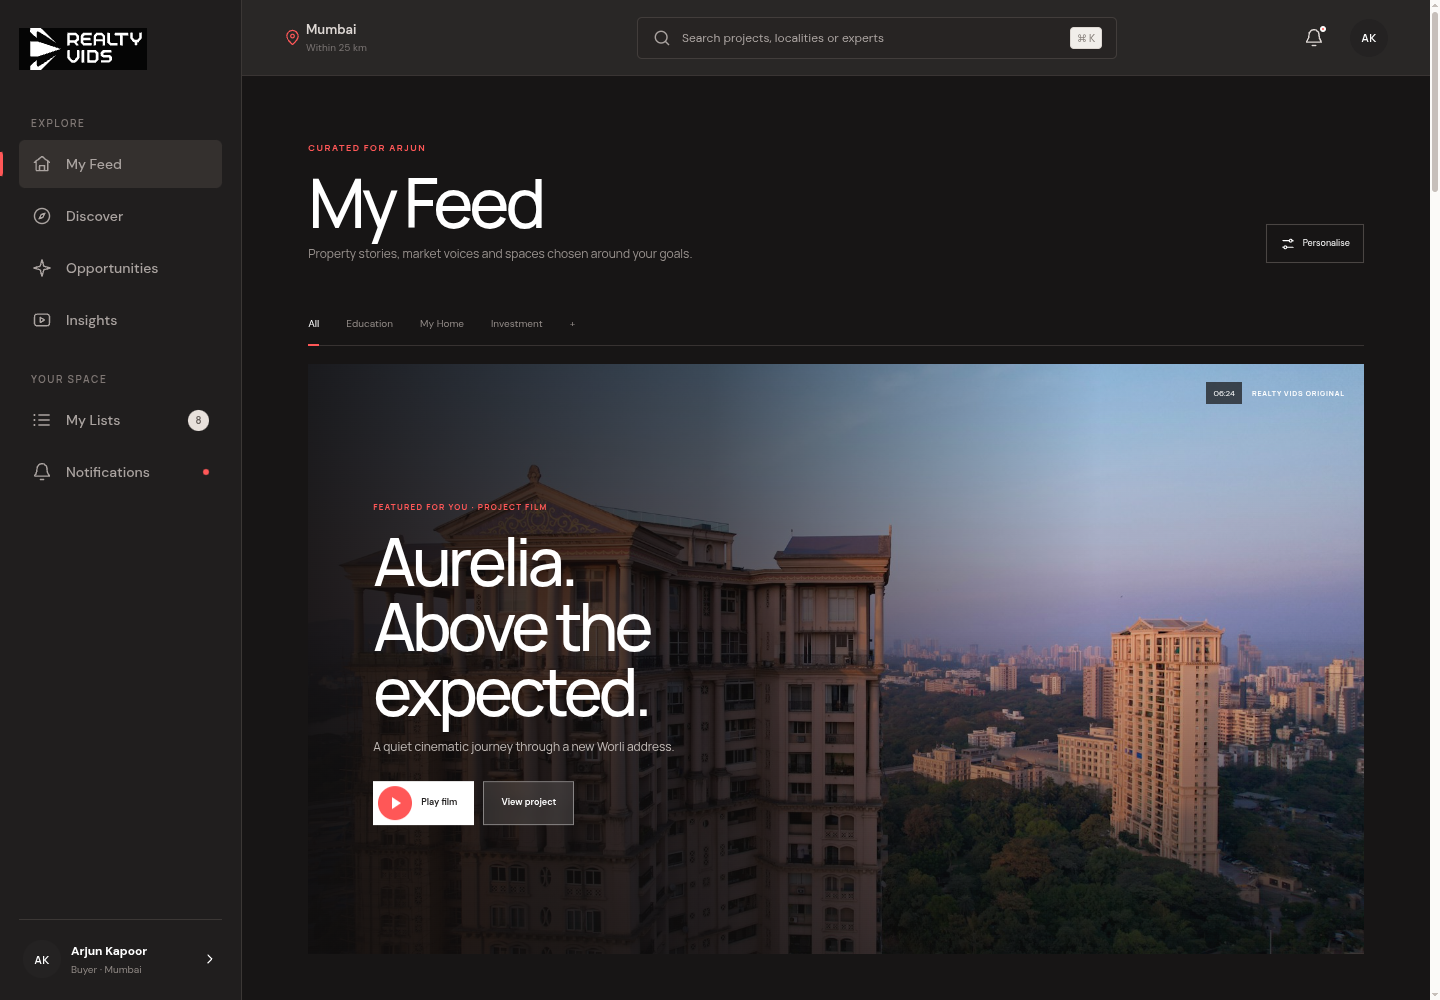 REALTY
VIDS
Mumbai
Within 25 km
Search projects, localities or experts
⌘ K
AK
EXPLORE
My Feed
Discover
Opportunities
Insights
YOUR SPACE
My Lists
8
Notifications
Arjun Kapoor
AK
Buyer · Mumbai
CURATED FOR ARJUN
My Feed
Property stories, market voices and spaces chosen around your goals.
Personalise
All
Education
My Home
Investment
+
06:24
REALTY VIDS ORIGINAL
FEATURED FOR YOU · PROJECT FILM
Aurelia.
Above the
expected.
A quiet cinematic journey through a new Worli address.
Play film
View project